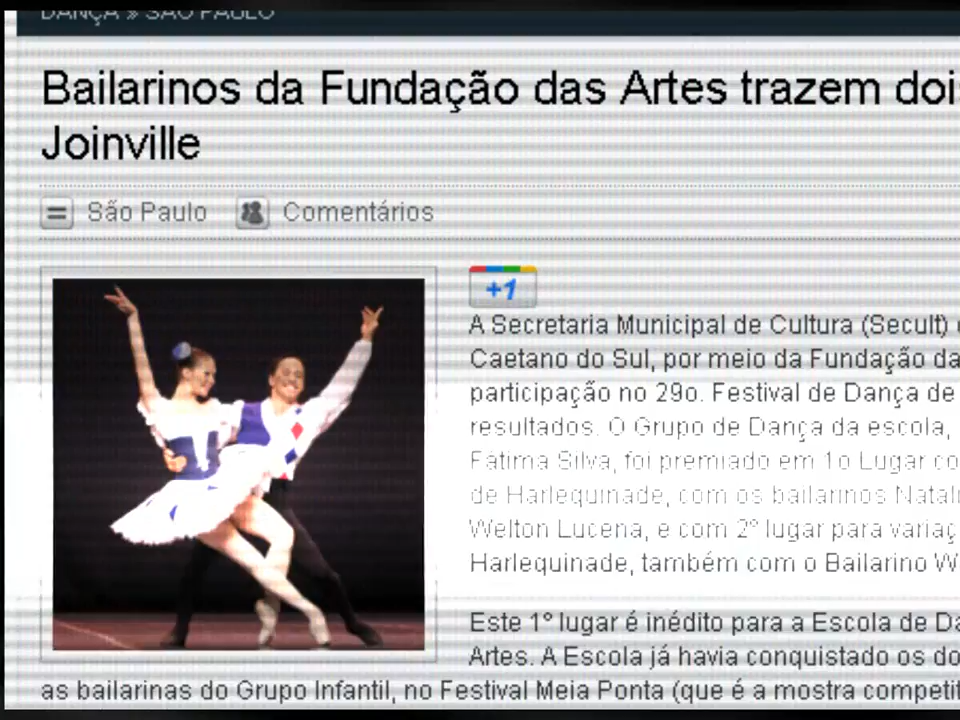 DANÇA » SÃO PAULO
Bailarinos da Fundação das Artes trazem dois
Joinville
São Paulo
Comentários
+1
A Secretaria Municipal de Cultura (Secult)
Caetano do Sul, por meio da Fundação da
participação no 29o. Festival de Dança de
resultados. O Grupo de Dança da escola,
Fátima Silva, foi premiado em 1o Lugar co
de Harlequinade, com os bailarinos Natal
Welton Lucena, e com 2º lugar para variaç
Harlequinade, também com o Bailarino W
Este 1º lugar é inédito para a Escola de Da
Artes. A Escola já havia conquistado os do
as bailarinas do Grupo Infantil, no Festival Meia Ponta (que é a mostra competit